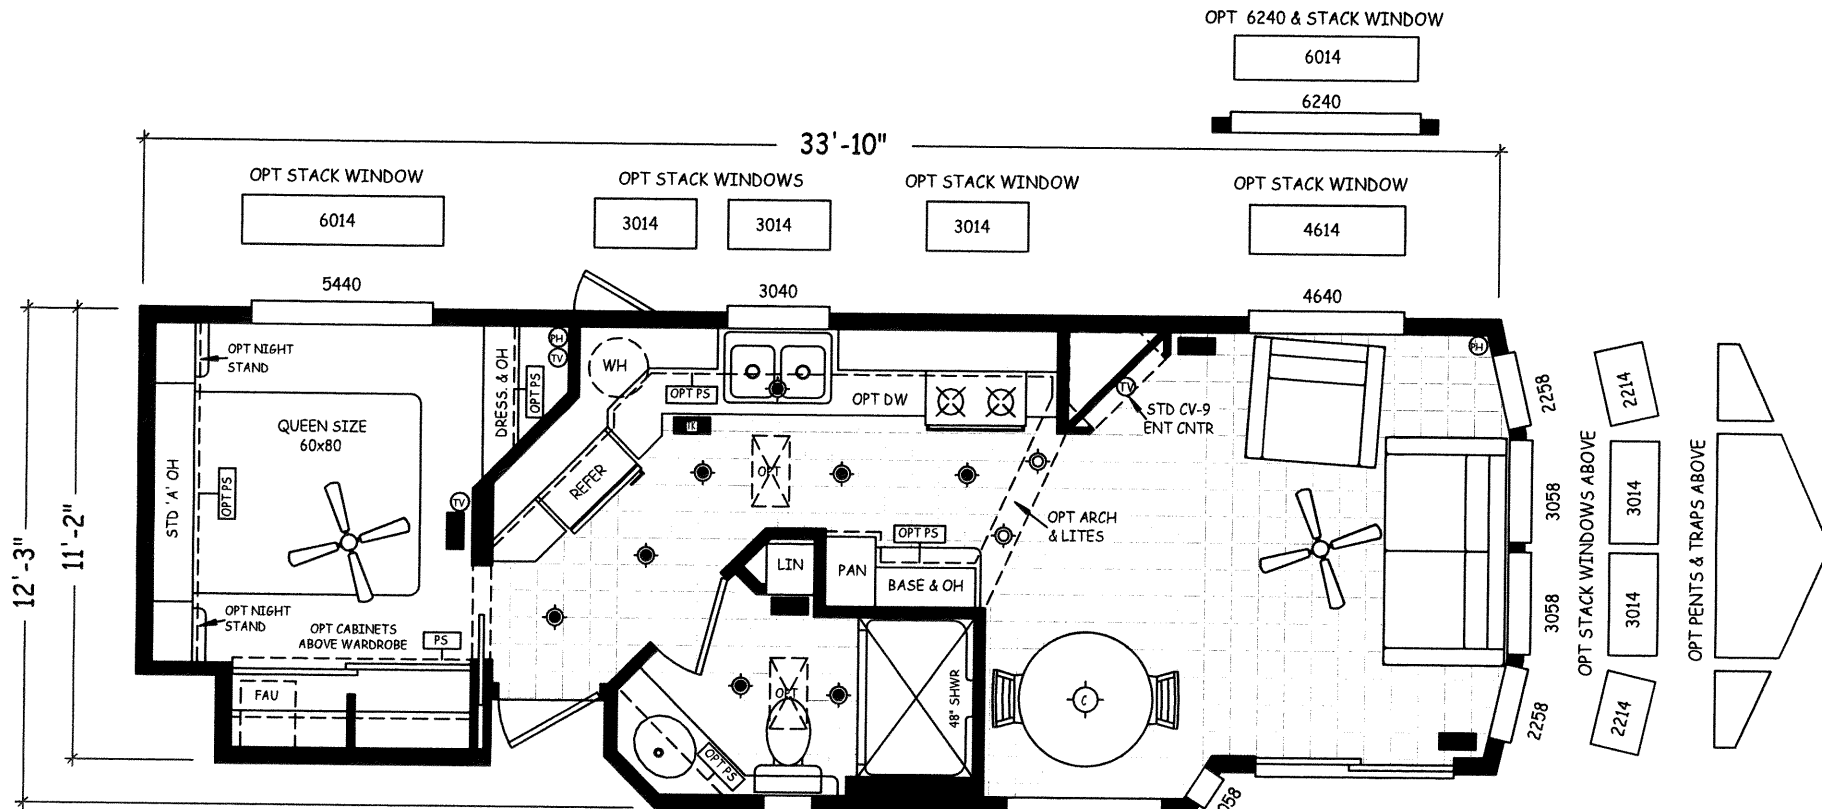 OPT 6240 & STACK WINDOW
6014
6240
33'-10"
OPT STACK WINDOW
OPT STACK WINDOWS
OPT STACK WINDOW
OPT STACK WINDOW
6014
3014
3014
3014
4614
5440
3040
4640
12'-3"
11'-2"
OPT NIGHT
STAND
QUEEN SIZE
60x80
STD 'A' OH
OPT PS
DRESS & OH
OPT PS
PH
TV
TV
WH
OPT PS
OPT DW
REFER
OPT
TV
STD CV-9
ENT CNTR
PH
OPT ARCH
& LITES
OPT PS
LIN
PAN
BASE & OH
OPT NIGHT
STAND
OPT CABINETS
ABOVE WARDROBE
PS
FAU
OPT
OPT PS
48" SHWR
C
2258
3058
3058
2258
2214
3014
3014
2214
OPT STACK WINDOWS ABOVE
OPT PENTS & TRAPS ABOVE